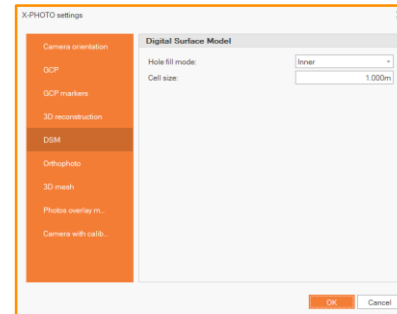 X-PHOTO settings
Camera orientation
GCP
GCP markers
3D reconstruction
DSM
Orthophoto
3D mesh
Photos overlay m...
Camera with calib...
Digital Surface Model
Hole fill mode: Inner
Cell size: 1.000m
OK Cancel